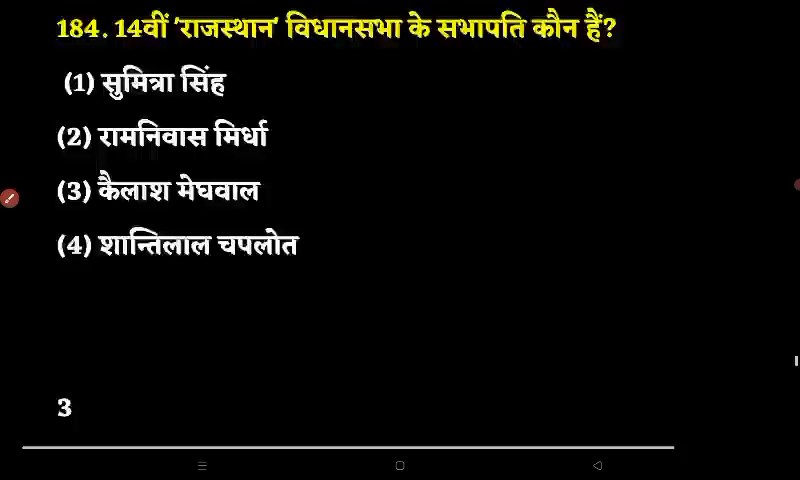 184. 14वीं 'राजस्थान' विधानसभा के सभापति कौन हैं?
(1) सुमित्रा सिंह
(2) रामनिवास मिर्धा
(3) कैलाश मेघवाल
(4) शान्तिलाल चपलोत
3